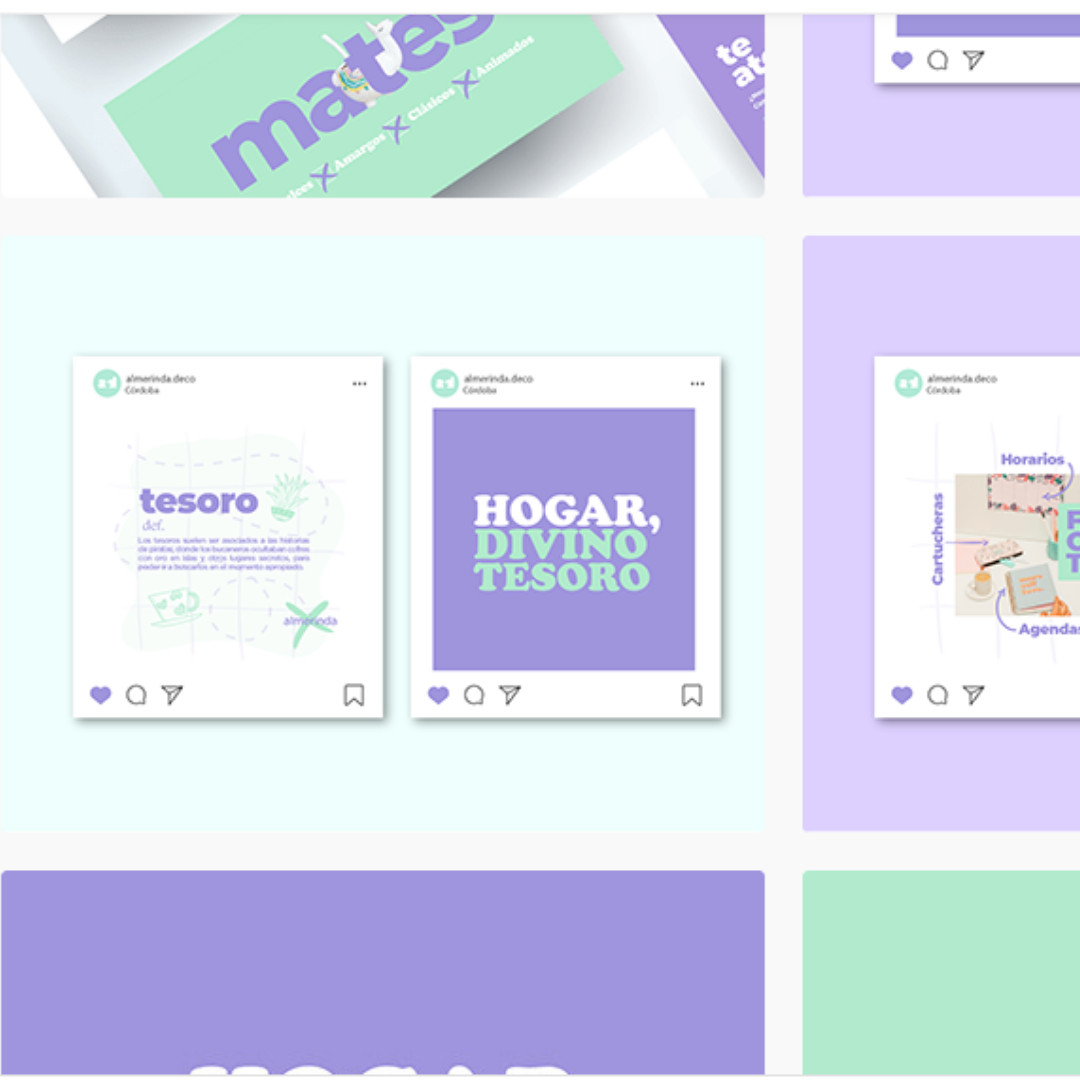 mates
Amargos
Clásicos
Animados
te
almerinda.deco
Córdoba
tesoro
def.
Los tesoros suelen ser asociados a las historias
de piratas, donde los bucaneros ocultaban cofres
con oro en islas y otros lugares secretos, para
poder ir a buscarlos en el momento apropiado.
almerinda
almerinda.deco
Córdoba
HOGAR,
DIVINO
TESORO
almerinda.deco
Córdoba
Horarios
Cartucheras
Agendas
HOGAR